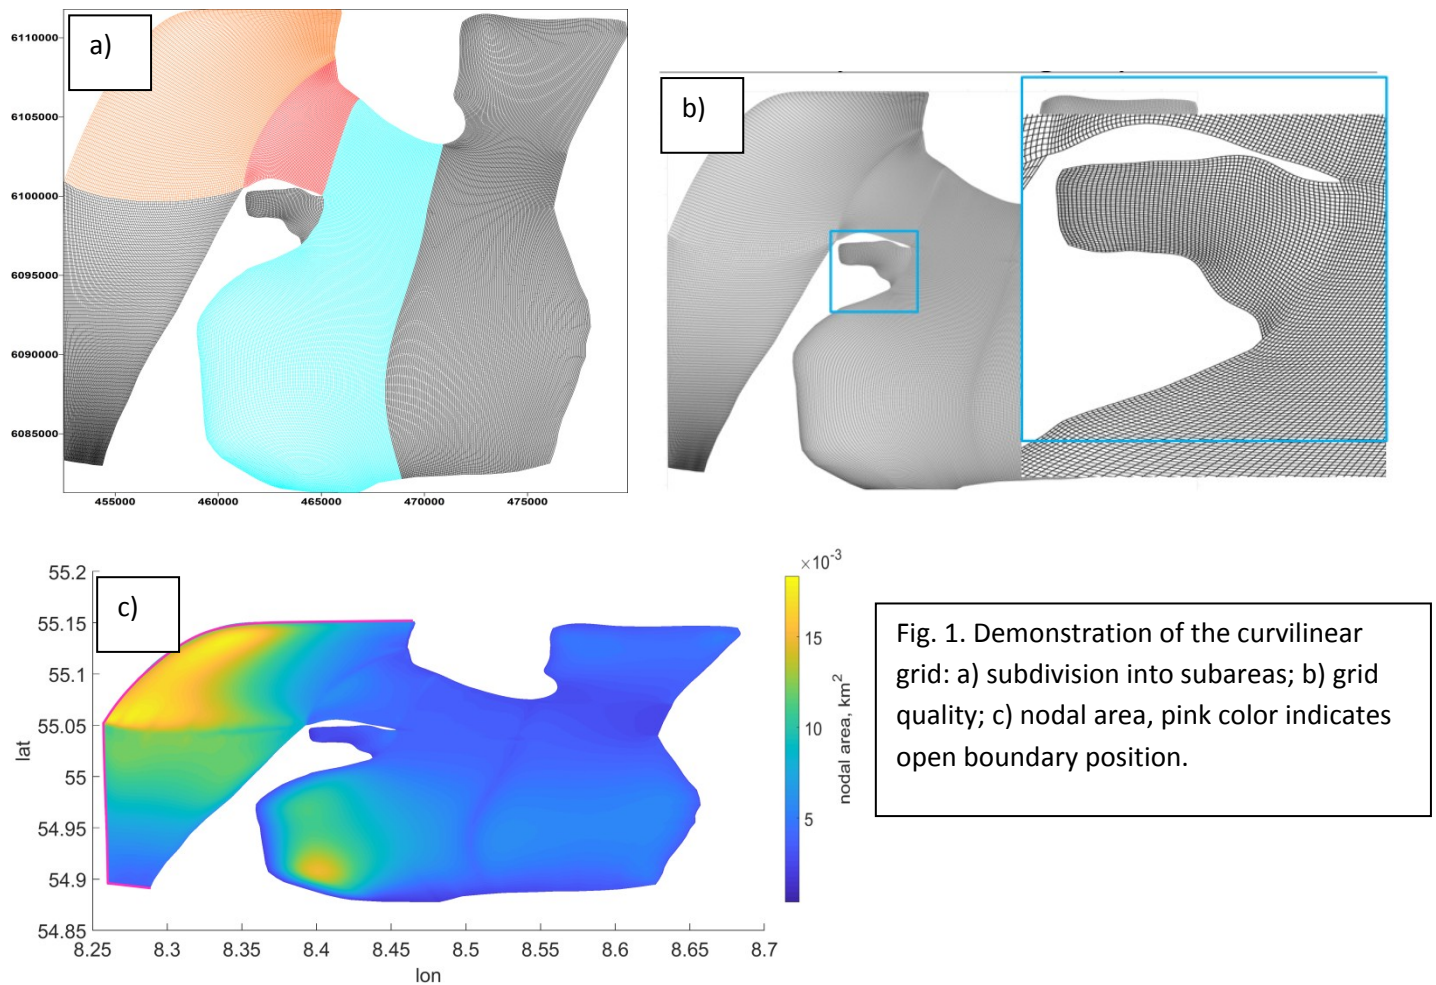 a)
6110000
6105000
6100000
6095000
6090000
6085000
455000 460000 465000 470000 475000
b)
c)
55.2
55.15
55.1
55.05
55
54.95
54.9
54.85
lat
8.25 8.3 8.35 8.4 8.45 8.5 8.55 8.6 8.65 8.7
lon
×10-3
15
10
5
nodal area, km2
Fig. 1. Demonstration of the curvilinear
grid: a) subdivision into subareas; b) grid
quality; c) nodal area, pink color indicates
open boundary position.